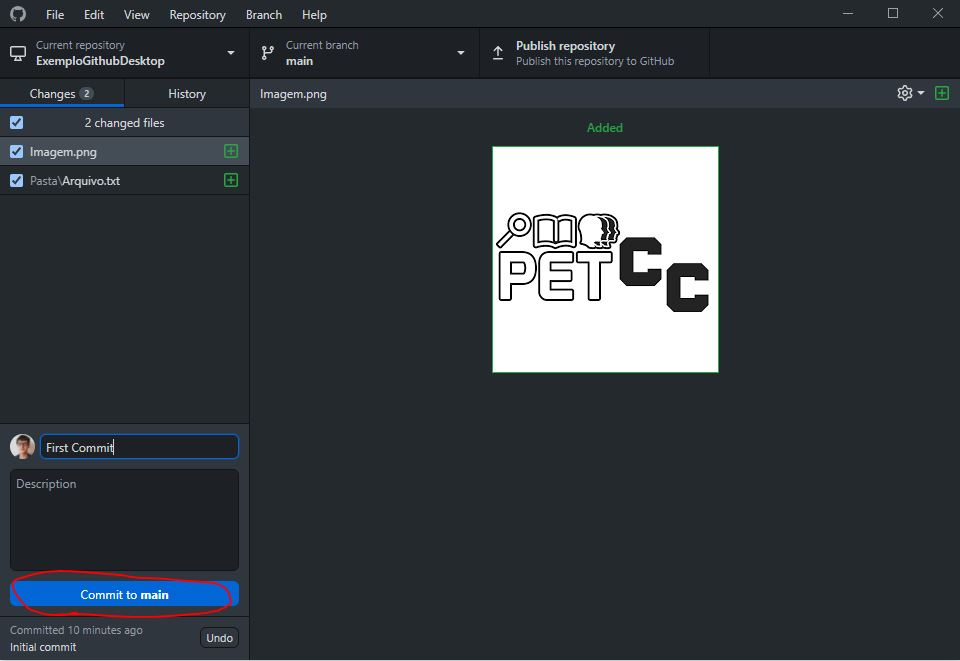 File Edit View Repository Branch Help
Current repository
ExemploGithubDesktop
Current branch
main
Publish repository
Publish this repository to GitHub
Changes 2 History
Imagem.png
2 changed files
Imagem.png
Pasta\Arquivo.txt
Added
PET
C
C
First Commit
Description
Commit to main
Committed 10 minutes ago
Initial commit
Undo